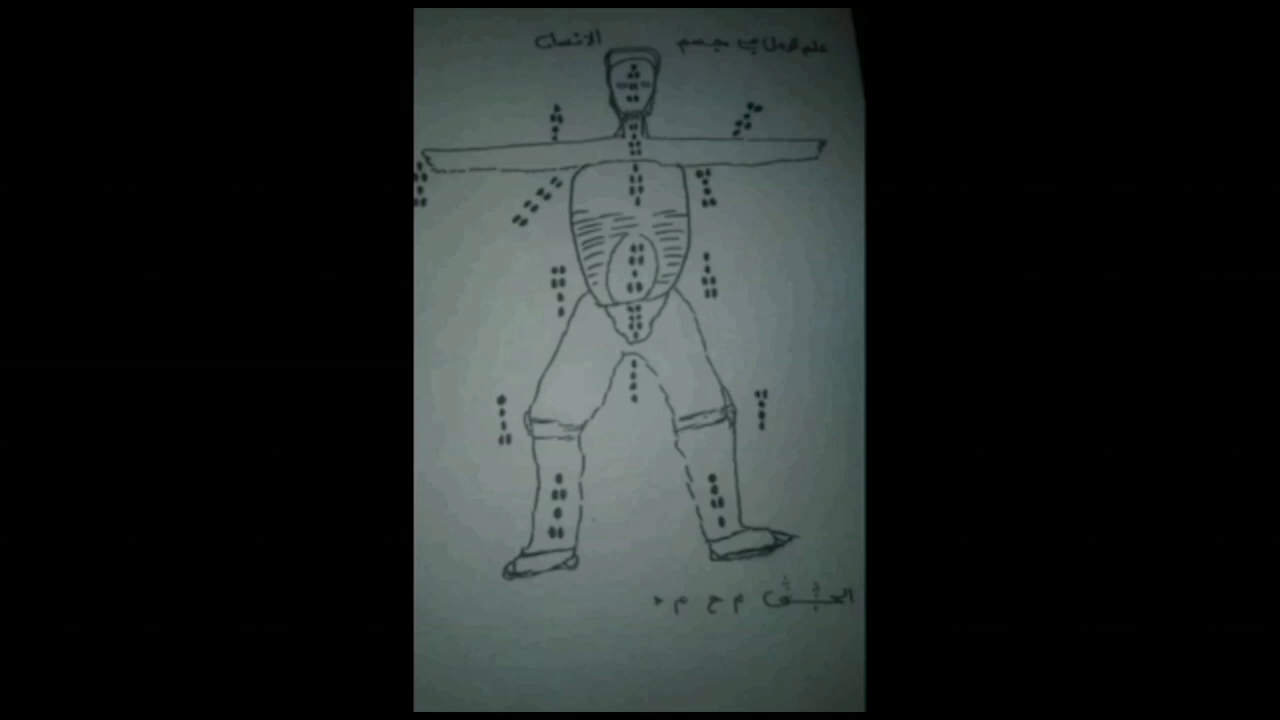 علم الرمل في جسم الانسان
م ح م د